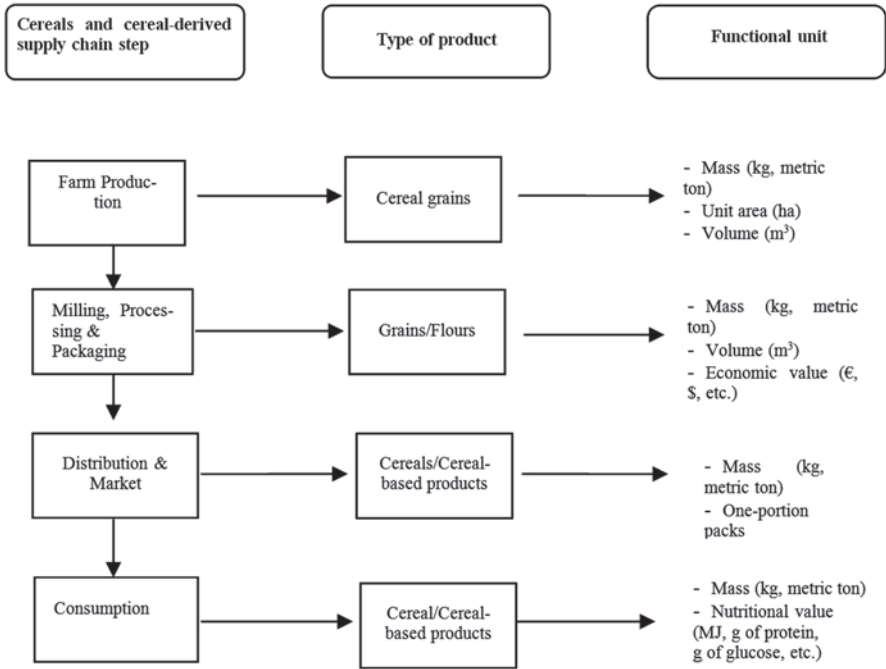 Cereals and cereal-derived
supply chain step
Type of product
Functional unit
Farm Produc-
tion
Cereal grains
- Mass (kg, metric
ton)
- Unit area (ha)
- Volume (m³)
Milling, Proces-
sing &
Packaging
Grains/Flours
- Mass (kg, metric
ton)
- Volume (m³)
- Economic value (€,
$, etc.)
Distribution &
Market
Cereals/Cereal-
based products
- Mass (kg,
metric ton)
- One-portion
packs
Consumption
Cereal/Cereal-
based products
- Mass (kg, metric ton)
- Nutritional value
(MJ, g of protein,
g of glucose, etc.)